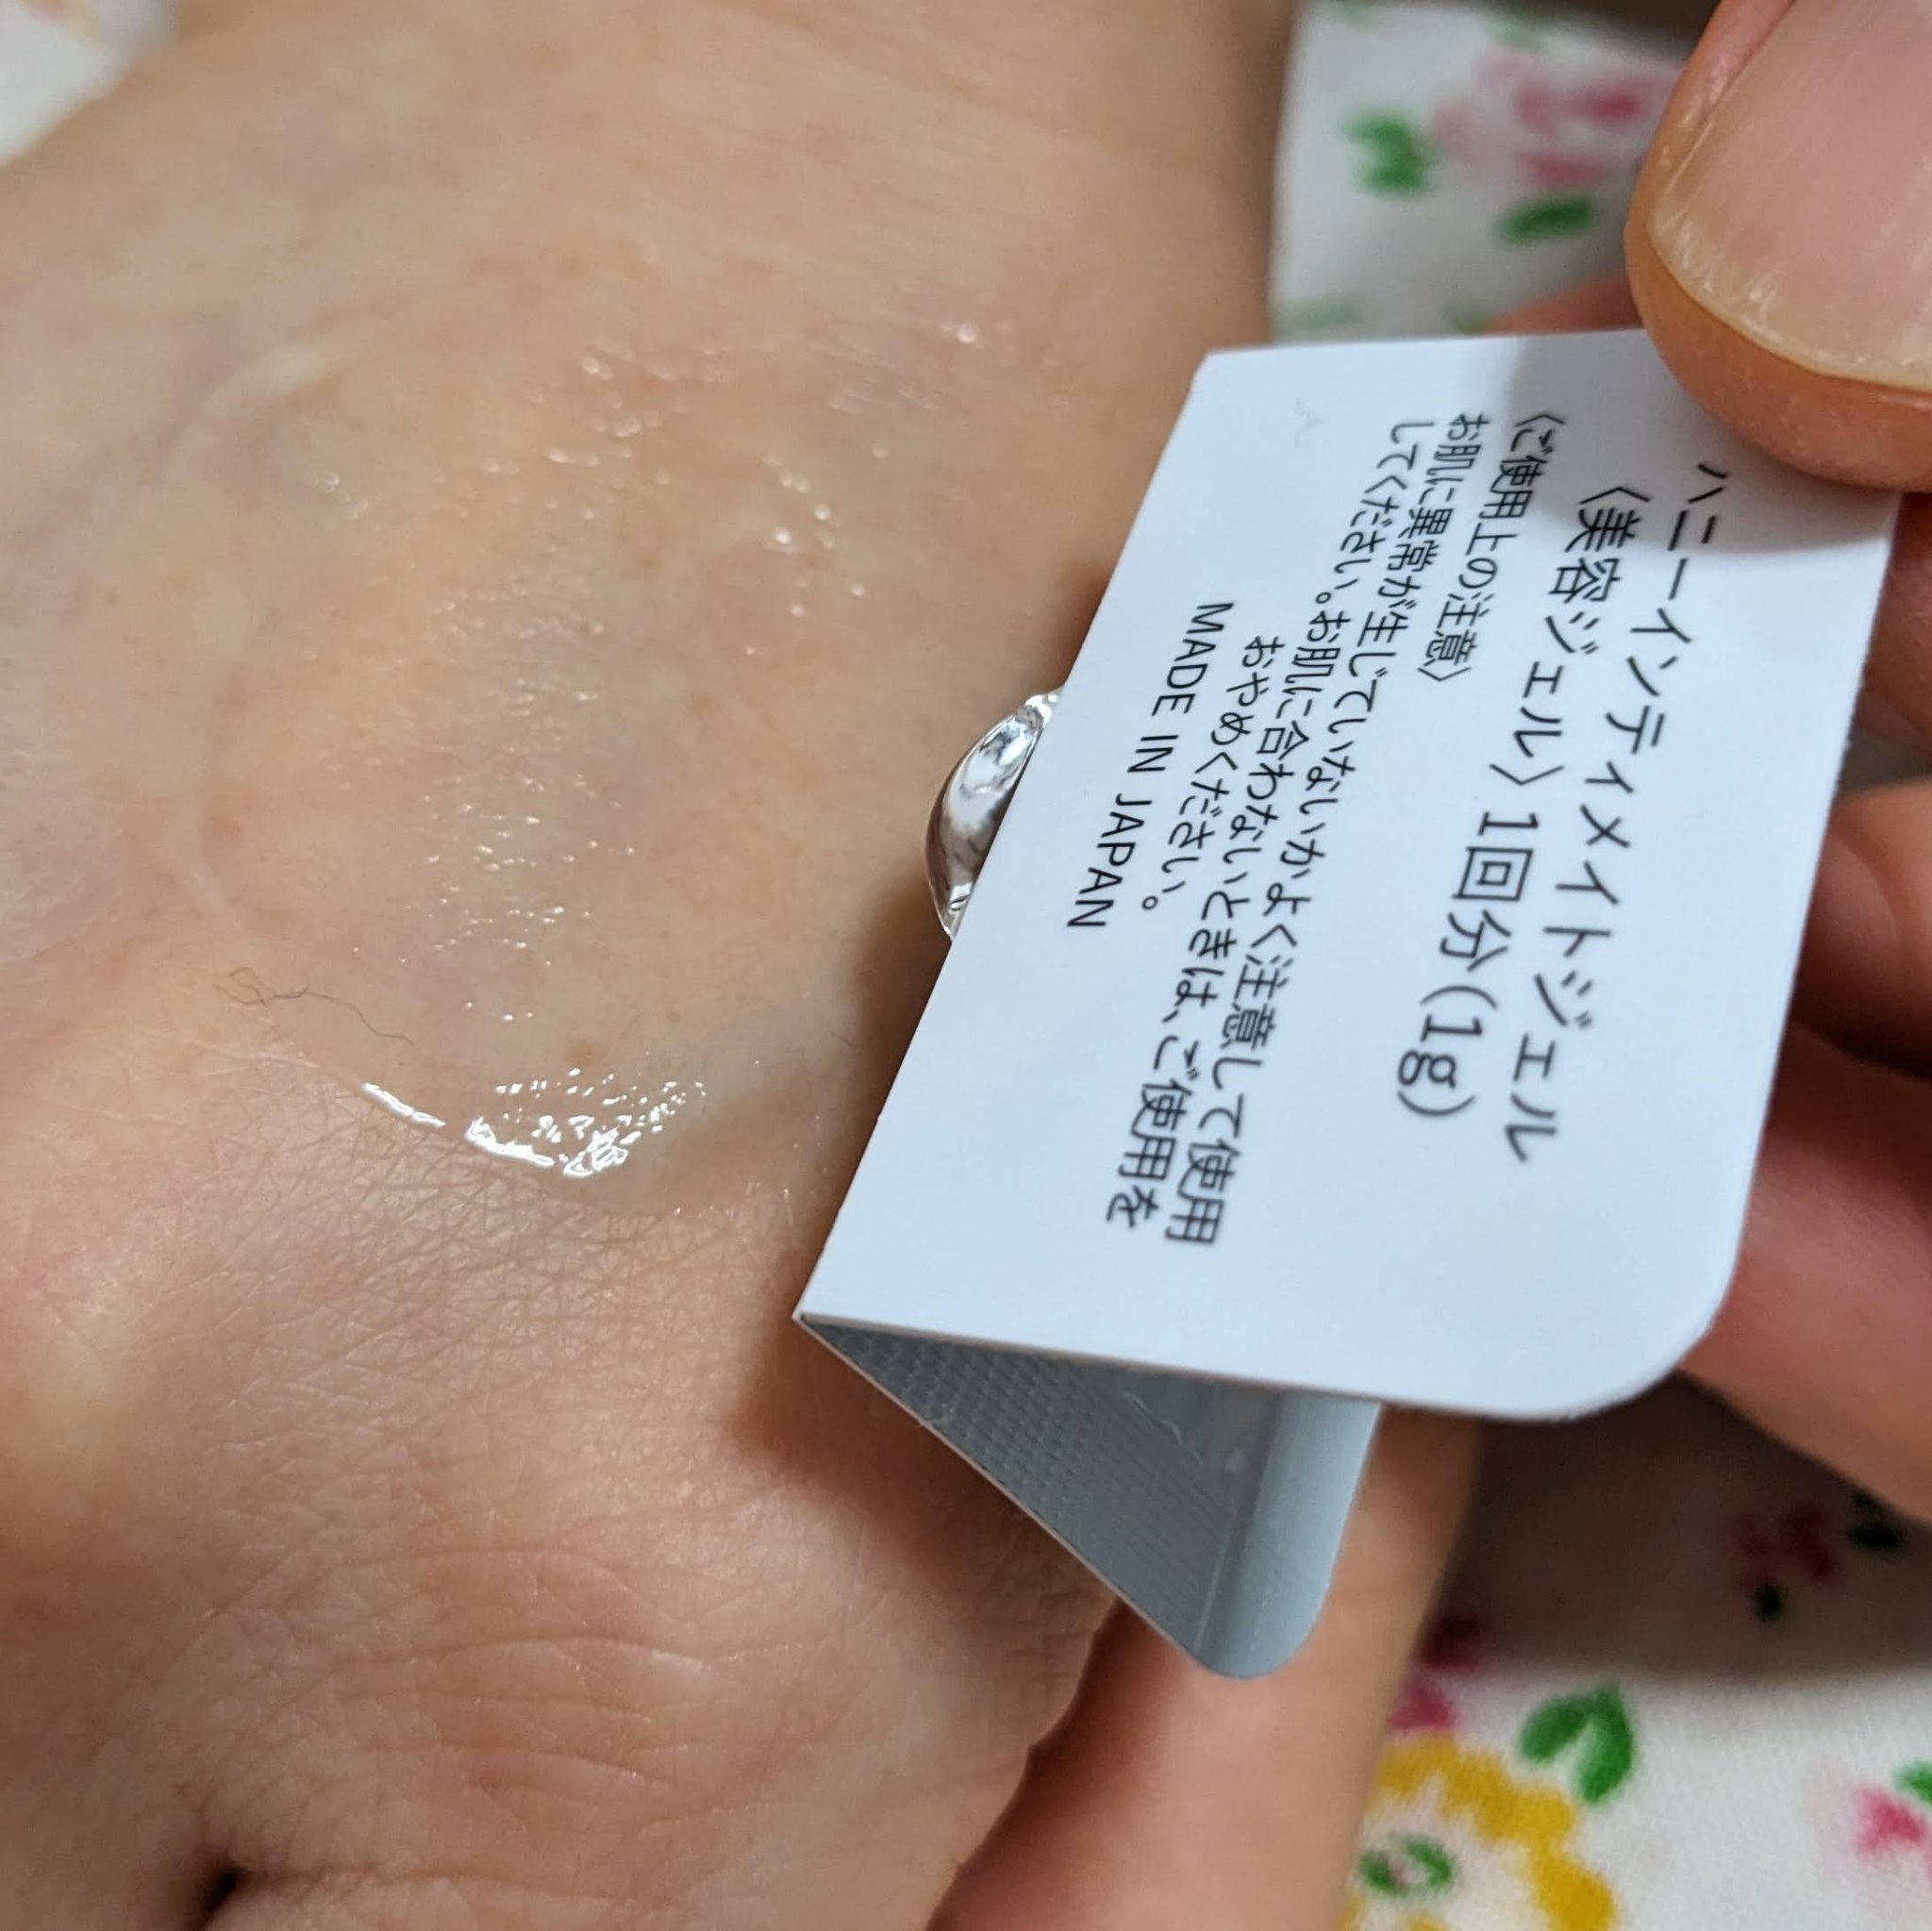 ハニーインティメイトジェル
〈美容ジェル〉1回分(1g)
〈ご使用上の注意〉
お肌に異常が生じていないかよく注意して使用
してください。お肌に合わないときは、ご使用を
おやめください。
MADE IN JAPAN